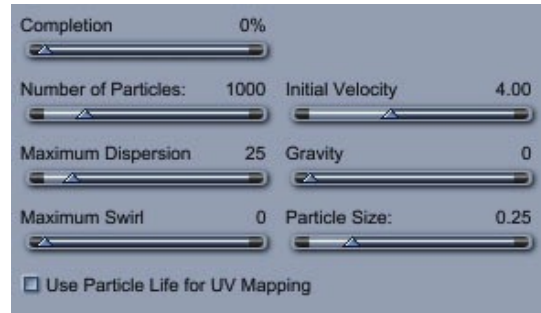 Completion 0%
Number of Particles: 1000 Initial Velocity 4.00
Maximum Dispersion 25 Gravity 0
Maximum Swirl 0 Particle Size: 0.25
Use Particle Life for UV Mapping